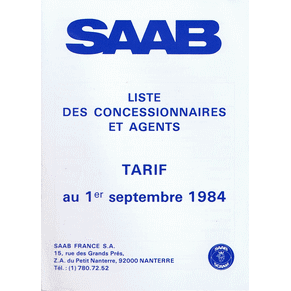 SAAB
LISTE
DES CONCESSIONNAIRES
ET AGENTS
TARIF
au 1er septembre 1984
SAAB FRANCE S.A.
15, rue des Grands Prés,
Z.A. du Petit Nanterre, 92000 NANTERRE
Tél. : (1) 780.72.52